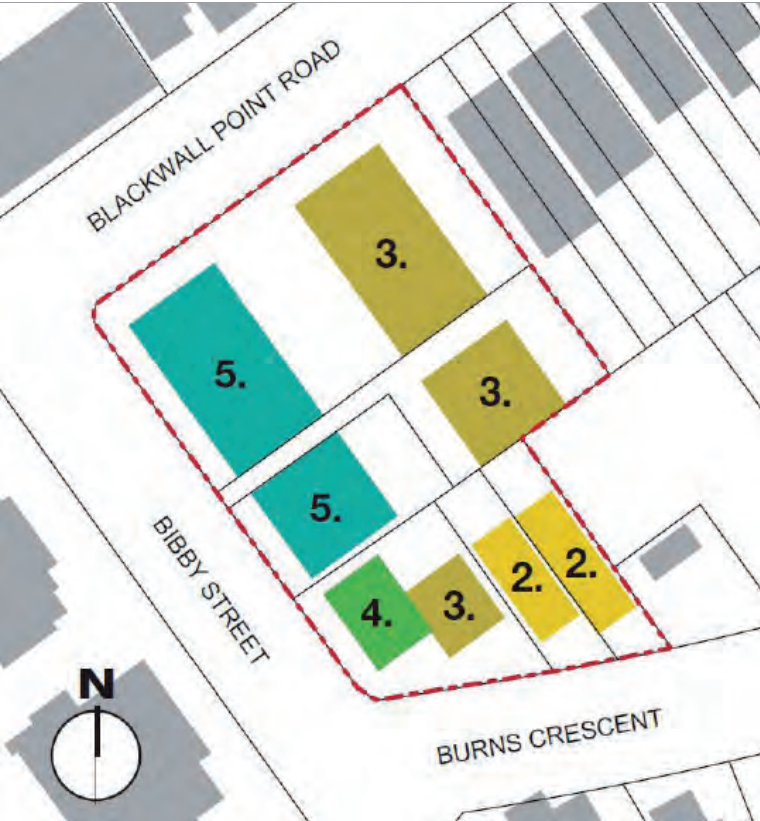 BLACKWALL POINT ROAD
3.
5.
3.
5.
2.
2.
4.
3.
BIBBY STREET
N
BURNS CRESCENT